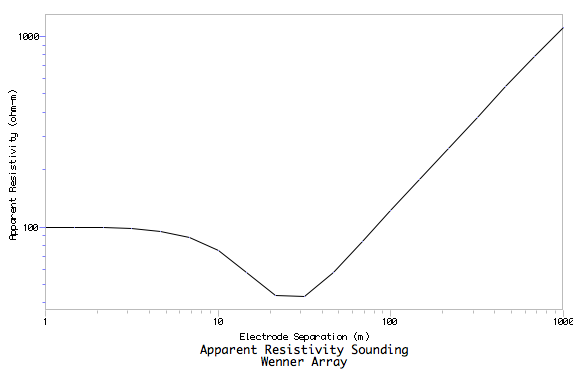 1000
Apparent Resistivity (ohm-m)
100
1
10
100
1000
Electrode Separation (m)
Apparent Resistivity Sounding
Wenner Array